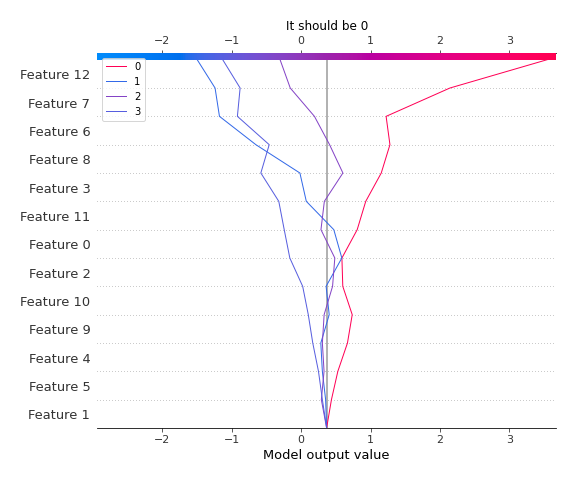 It should be 0
−2 −1 0 1 2 3
0
1
2
3
Feature 12
Feature 7
Feature 6
Feature 8
Feature 3
Feature 11
Feature 0
Feature 2
Feature 10
Feature 9
Feature 4
Feature 5
Feature 1
−2 −1 0 1 2 3
Model output value